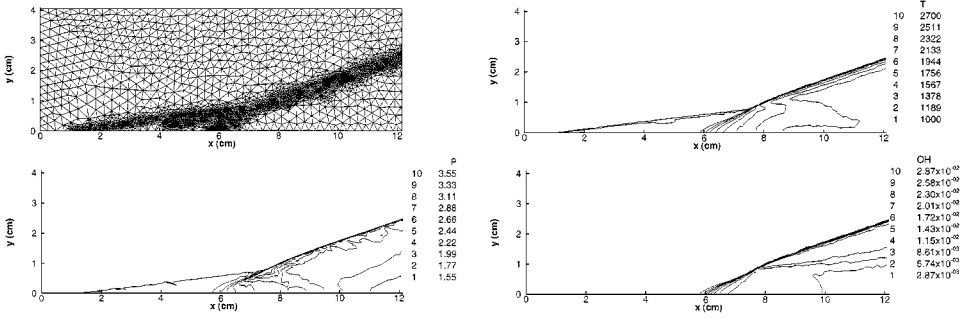 4
3
2
1
0
y (cm)
0 2 4 6 8 10 12
x (cm)
T
10 2700
9 2511
8 2322
7 2133
6 1944
5 1756
4 1567
3 1378
2 1189
1 1000
4
3
2
1
0
y (cm)
0 2 4 6 8 10 12
x (cm)
P
10 3.55
9 3.33
8 3.11
7 2.88
6 2.66
5 2.44
4 2.22
3 1.99
2 1.77
1 1.55
4
3
2
1
0
y (cm)
0 2 4 6 8 10 12
x (cm)
OH
10 2.87x10⁻⁰²
9 2.58x10⁻⁰²
8 2.30x10⁻⁰²
7 2.01x10⁻⁰²
6 1.72x10⁻⁰²
5 1.43x10⁻⁰²
4 1.15x10⁻⁰²
3 8.61x10⁻⁰³
2 5.74x10⁻⁰³
1 2.87x10⁻⁰³
4
3
2
1
0
y (cm)
0 2 4 6 8 10 12
x (cm)